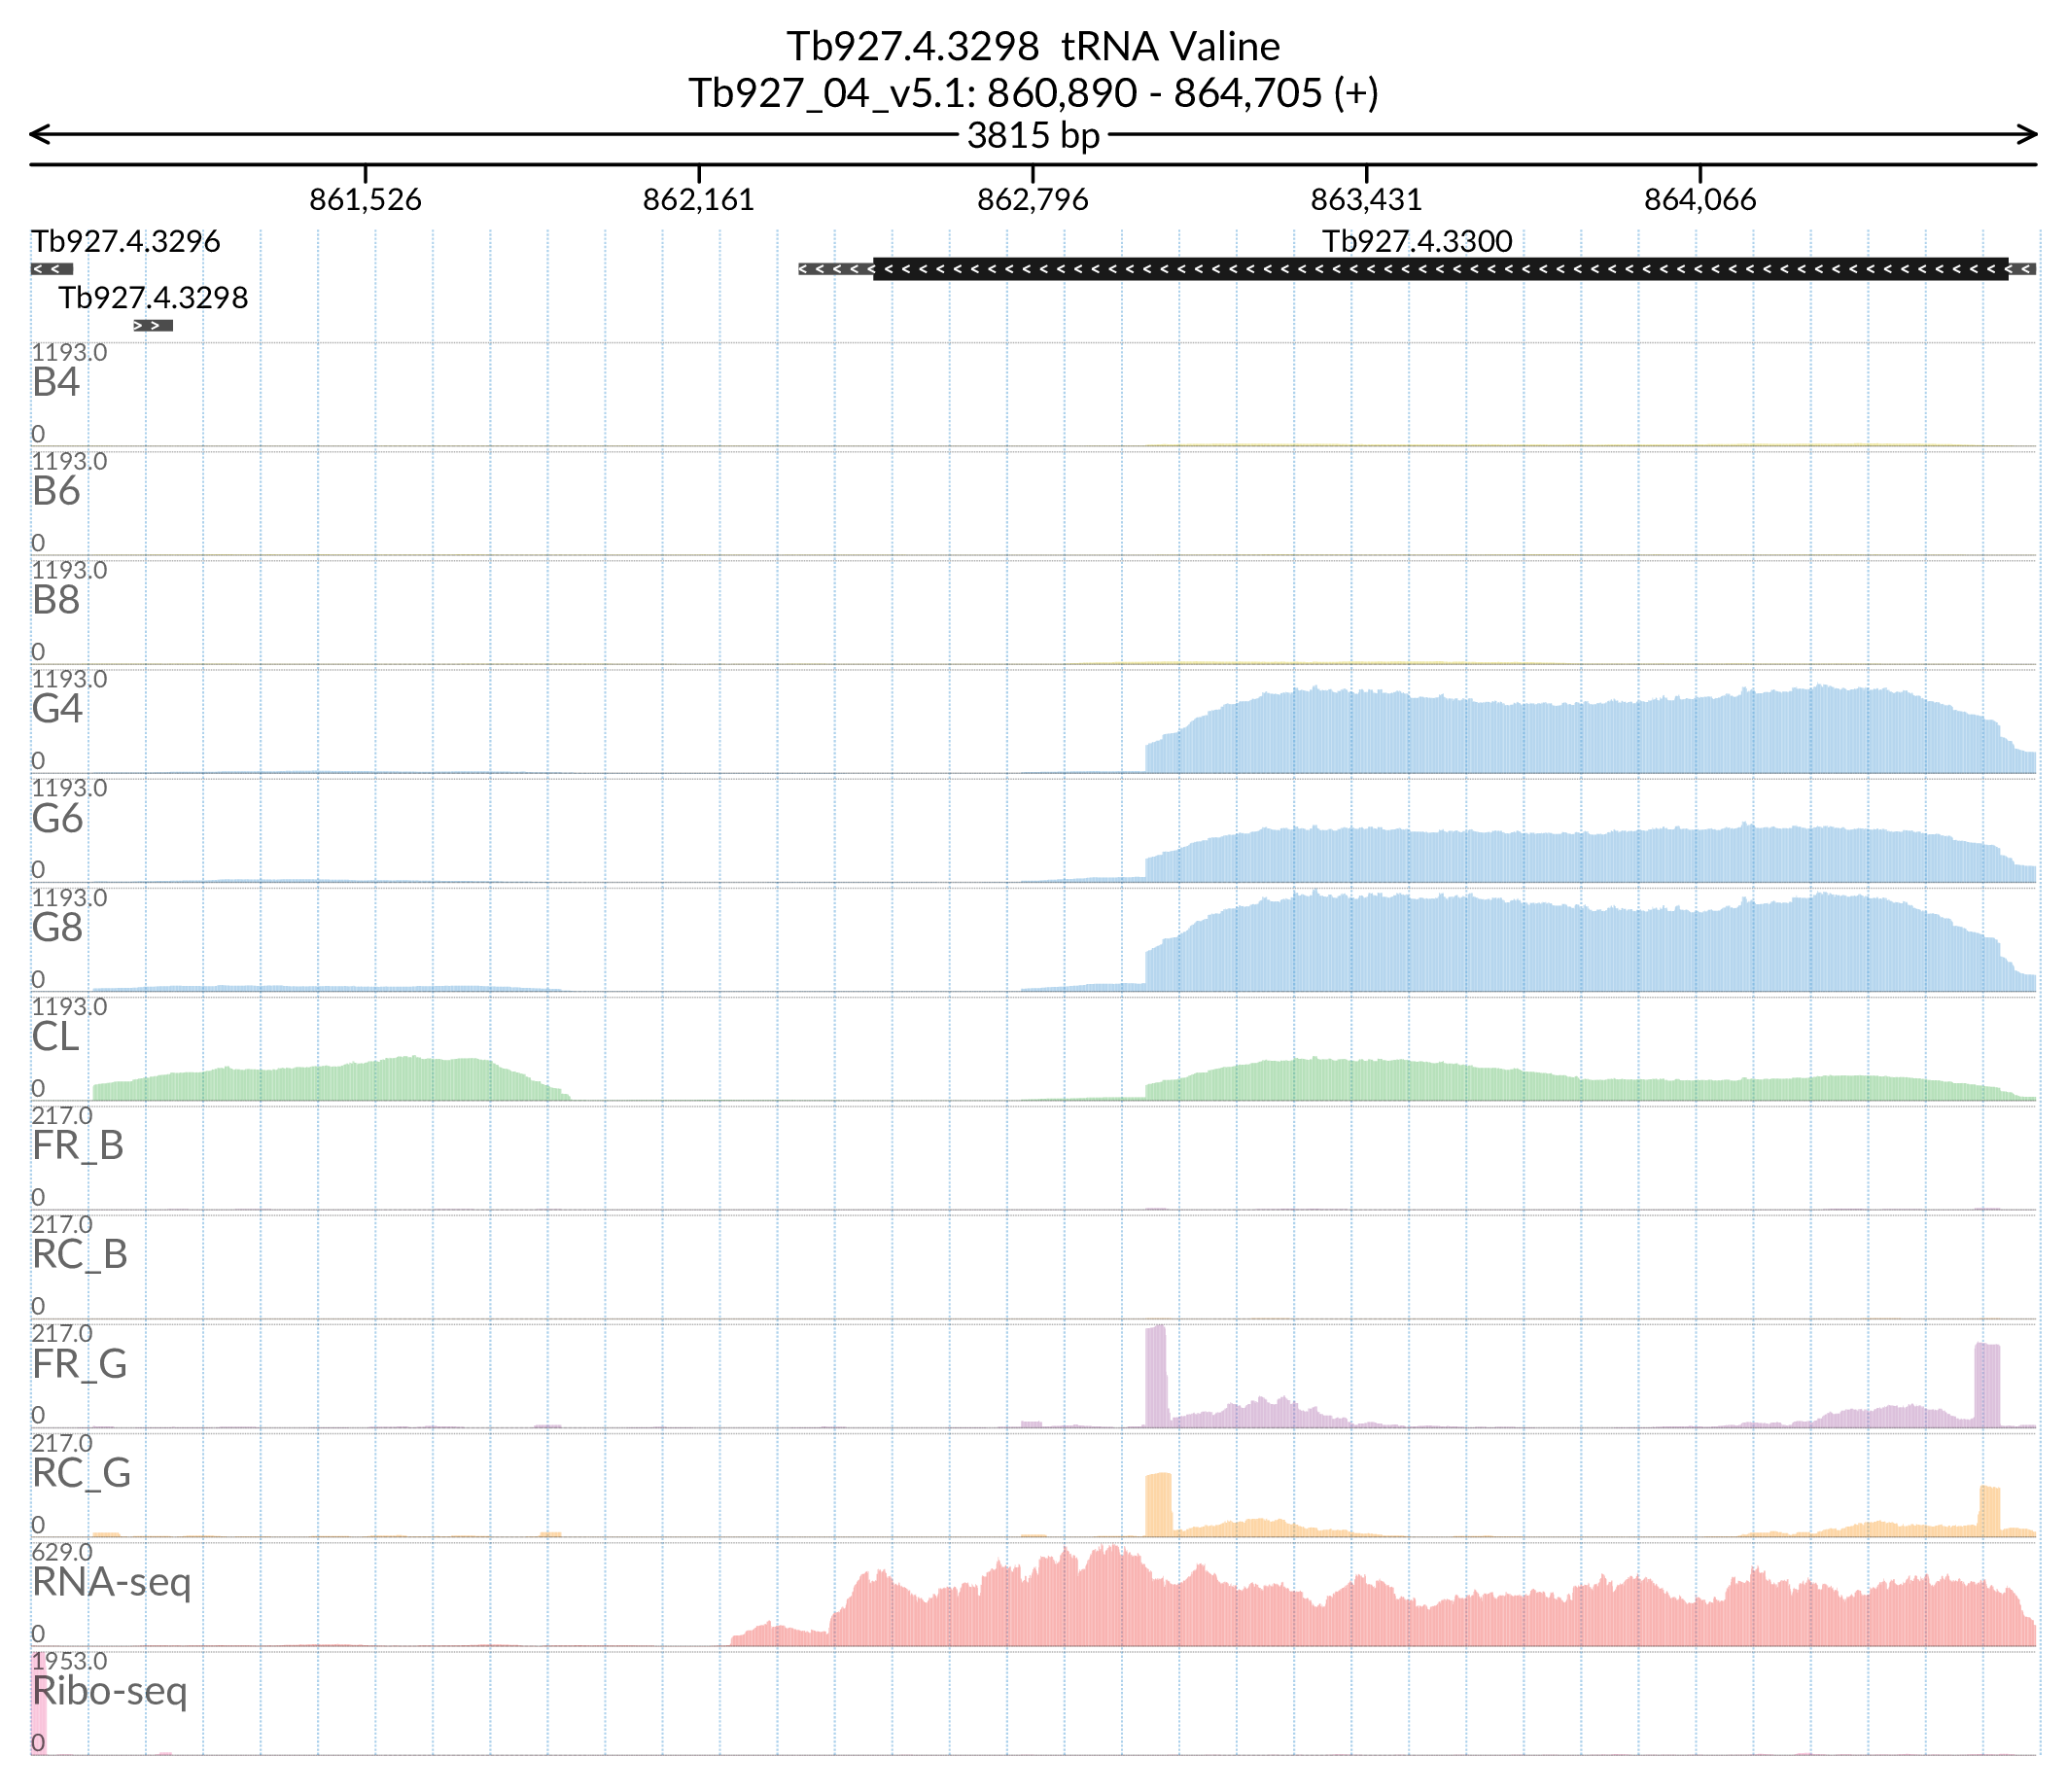 Tb927.4.3298 tRNA Valine
Tb927_04_v5.1: 860,890 - 864,705 (+)
3815 bp
861,526 862,161 862,796 863,431 864,066
Tb927.4.3296 Tb927.4.3300
Tb927.4.3298
1193.0
B4
0
1193.0
B6
0
1193.0
B8
0
1193.0
G4
0
1193.0
G6
0
1193.0
G8
0
1193.0
CL
0
217.0
FR_B
0
217.0
RC_B
0
217.0
FR_G
0
217.0
RC_G
0
629.0
RNA-seq
0
1953.0
Ribo-seq
0